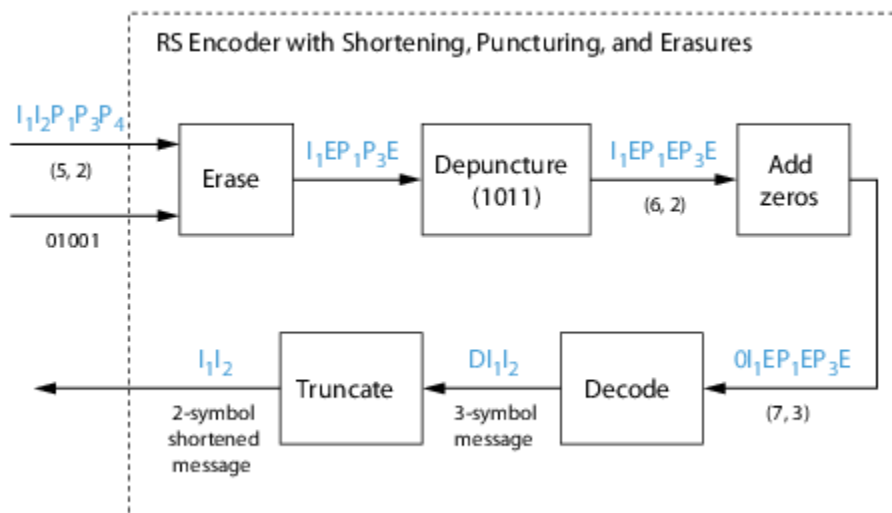 RS Encoder with Shortening, Puncturing, and Erasures
I₁I₂P₁P₃P₄
(5, 2)
01001
Erase
I₁EP₁P₃E
Depuncture
(1011)
I₁EP₁EP₃E
(6, 2)
Add
zeros
I₁I₂
2-symbol
shortened
message
Truncate
DI₁I₂
3-symbol
message
Decode
0I₁EP₁EP₃E
(7, 3)